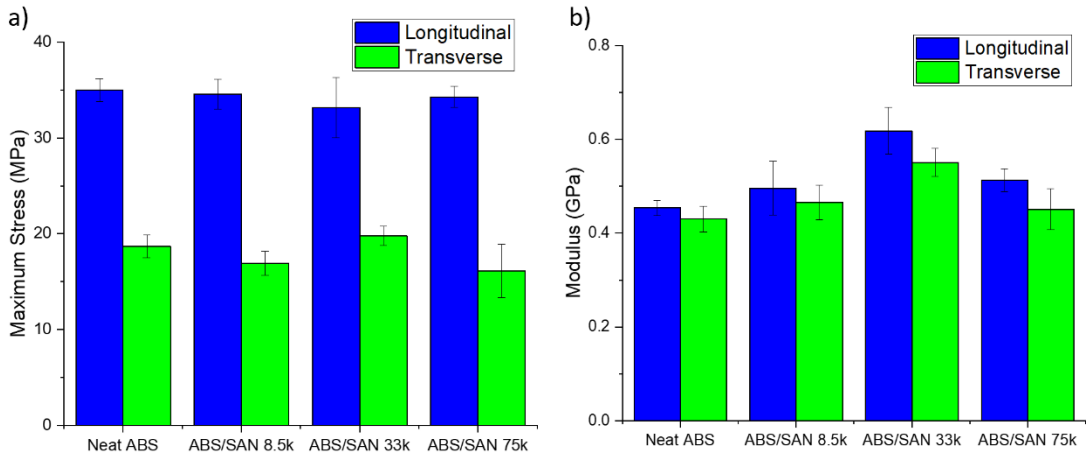 a)
Longitudinal
Transverse
Maximum Stress (MPa)
40
30
20
10
0
Neat ABS ABS/SAN 8.5k ABS/SAN 33k ABS/SAN 75k
b)
Longitudinal
Transverse
Modulus (GPa)
0.8
0.6
0.4
0.2
0.0
Neat ABS ABS/SAN 8.5k ABS/SAN 33k ABS/SAN 75k